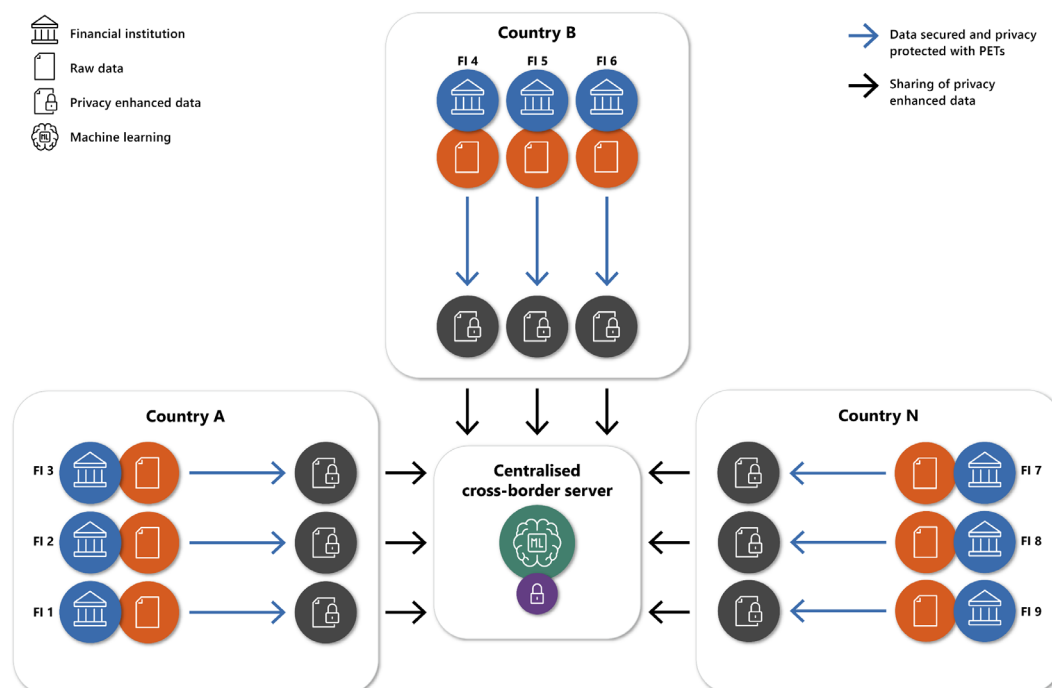 Financial institution
Raw data
Privacy enhanced data
ML
Machine learning
Country B
FI 4 FI 5 FI 6
Data secured and privacy
protected with PETs
Sharing of privacy
enhanced data
Country A
FI 3
FI 2
FI 1
Centralised
cross-border server
ML
Country N
FI 7
FI 8
FI 9